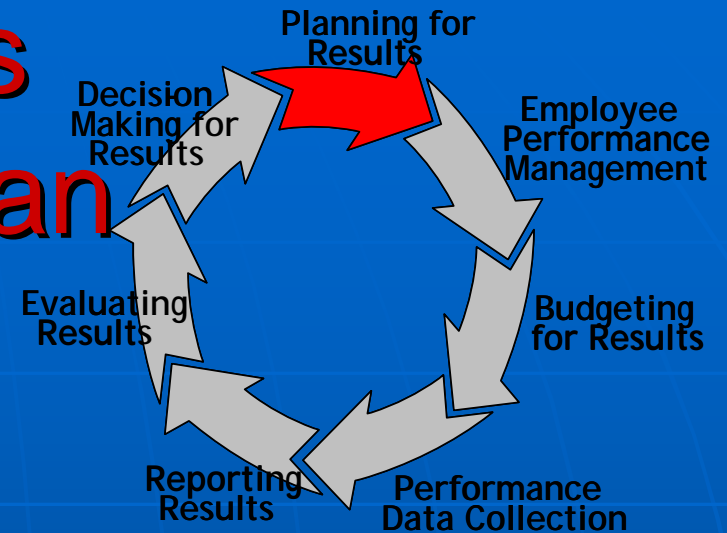 s
an
Planning for
Results
Employee
Performance
Management
Budgeting
for Results
Performance
Data Collection
Reporting
Results
Evaluating
Results
Decision
Making for
Results